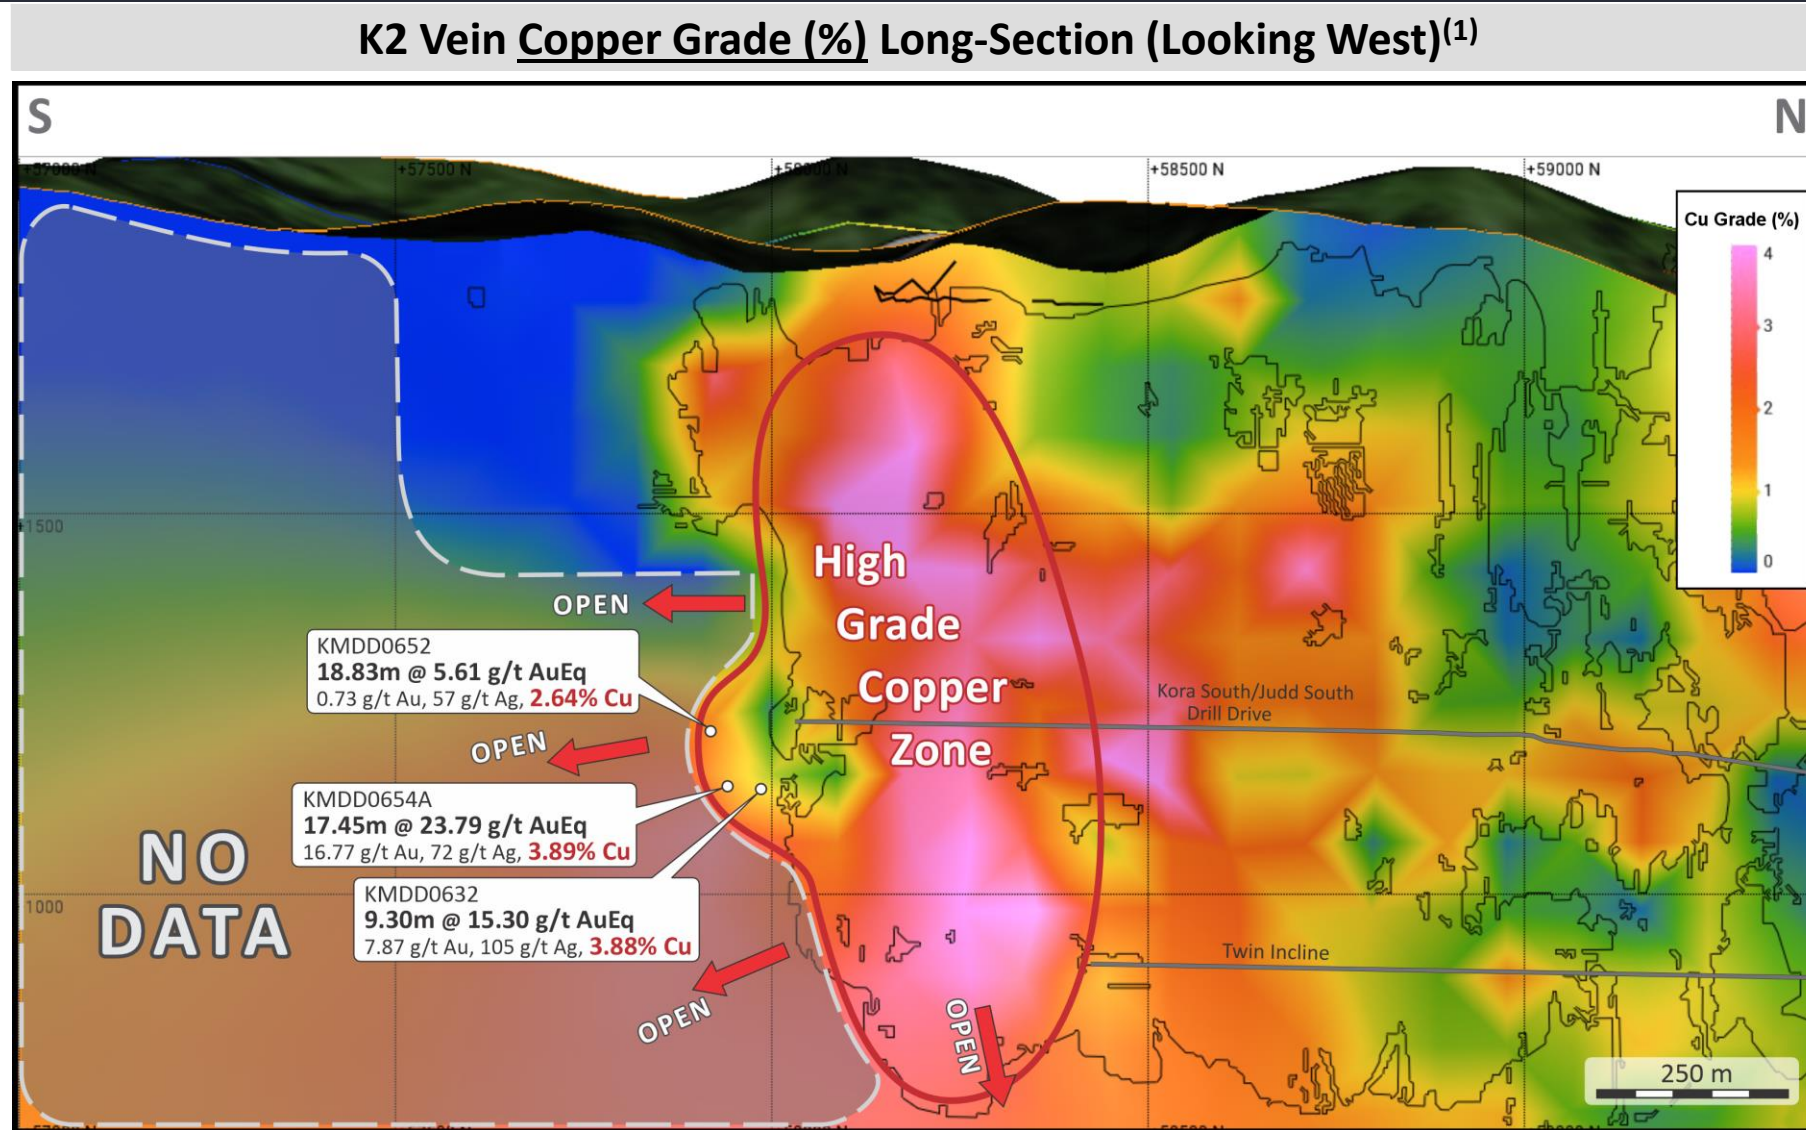 K2 Vein Copper Grade (%) Long-Section (Looking West)(1)
S
N
+57000 N
+57500 N
+58000 N
+58500 N
+59000 N
Cu Grade (%)
4
3
2
1
0
1500
High
Grade
Copper
Zone
OPEN
KMDD0652
18.83m @ 5.61 g/t AuEq
0.73 g/t Au, 57 g/t Ag, 2.64% Cu
Kora South/Judd South
Drill Drive
OPEN
KMDD0654A
17.45m @ 23.79 g/t AuEq
16.77 g/t Au, 72 g/t Ag, 3.89% Cu
NO
DATA
1000
KMDD0632
9.30m @ 15.30 g/t AuEq
7.87 g/t Au, 105 g/t Ag, 3.88% Cu
Twin Incline
OPEN
OPEN
250 m